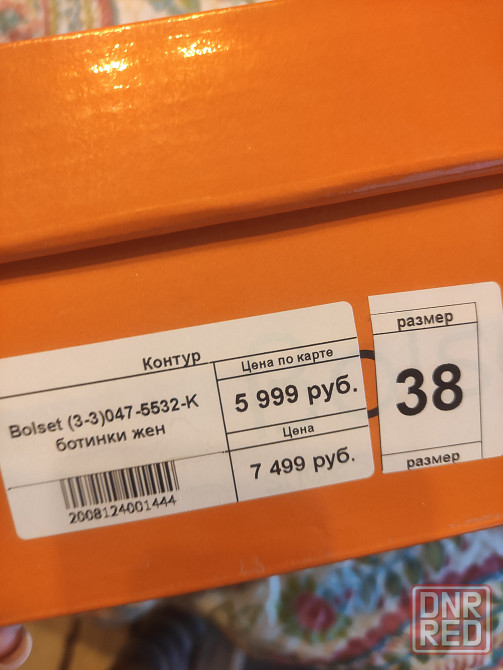 Контур
Bolset (3-3)047-5532-К
ботинки жен
2008124001444
Цена по карте
5 999 руб.
Цена
7 499 руб.
размер
38
размер
DNR
RED